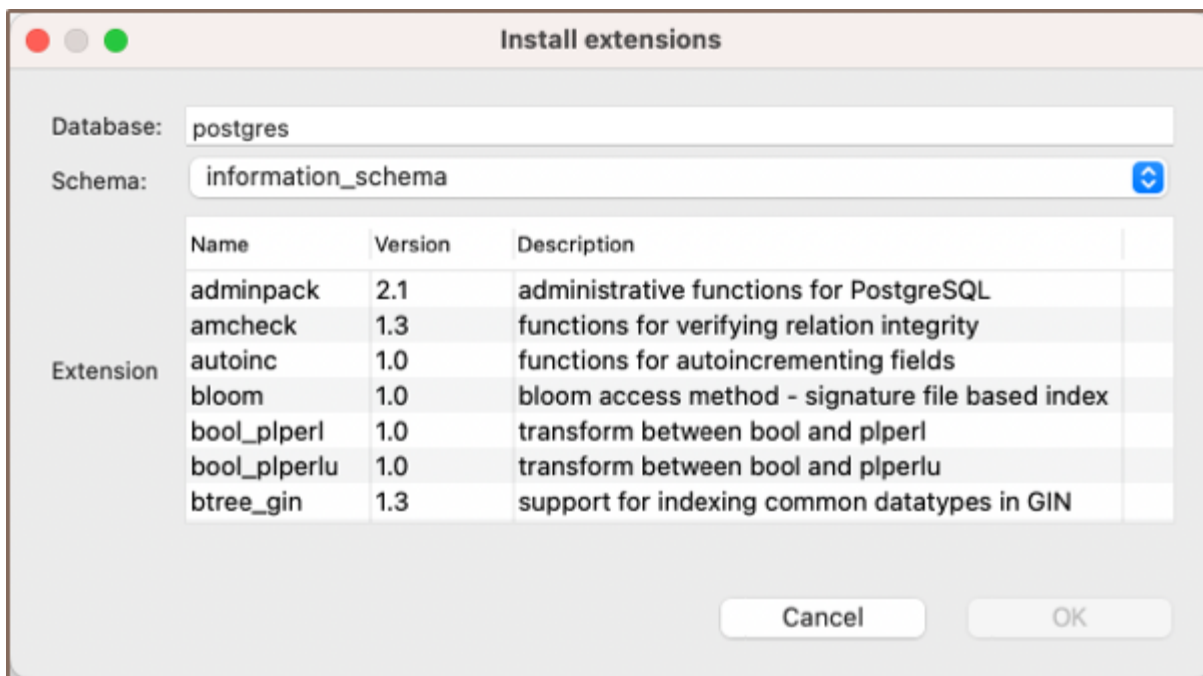 Install extensions
Database: postgres
Schema: information_schema
Name Version Description
adminpack 2.1 administrative functions for PostgreSQL
amcheck 1.3 functions for verifying relation integrity
autoinc 1.0 functions for autoincrementing fields
Extension
bloom 1.0 bloom access method - signature file based index
bool_plperl 1.0 transform between bool and plperl
bool_plperlu 1.0 transform between bool and plperlu
btree_gin 1.3 support for indexing common datatypes in GIN
Cancel OK